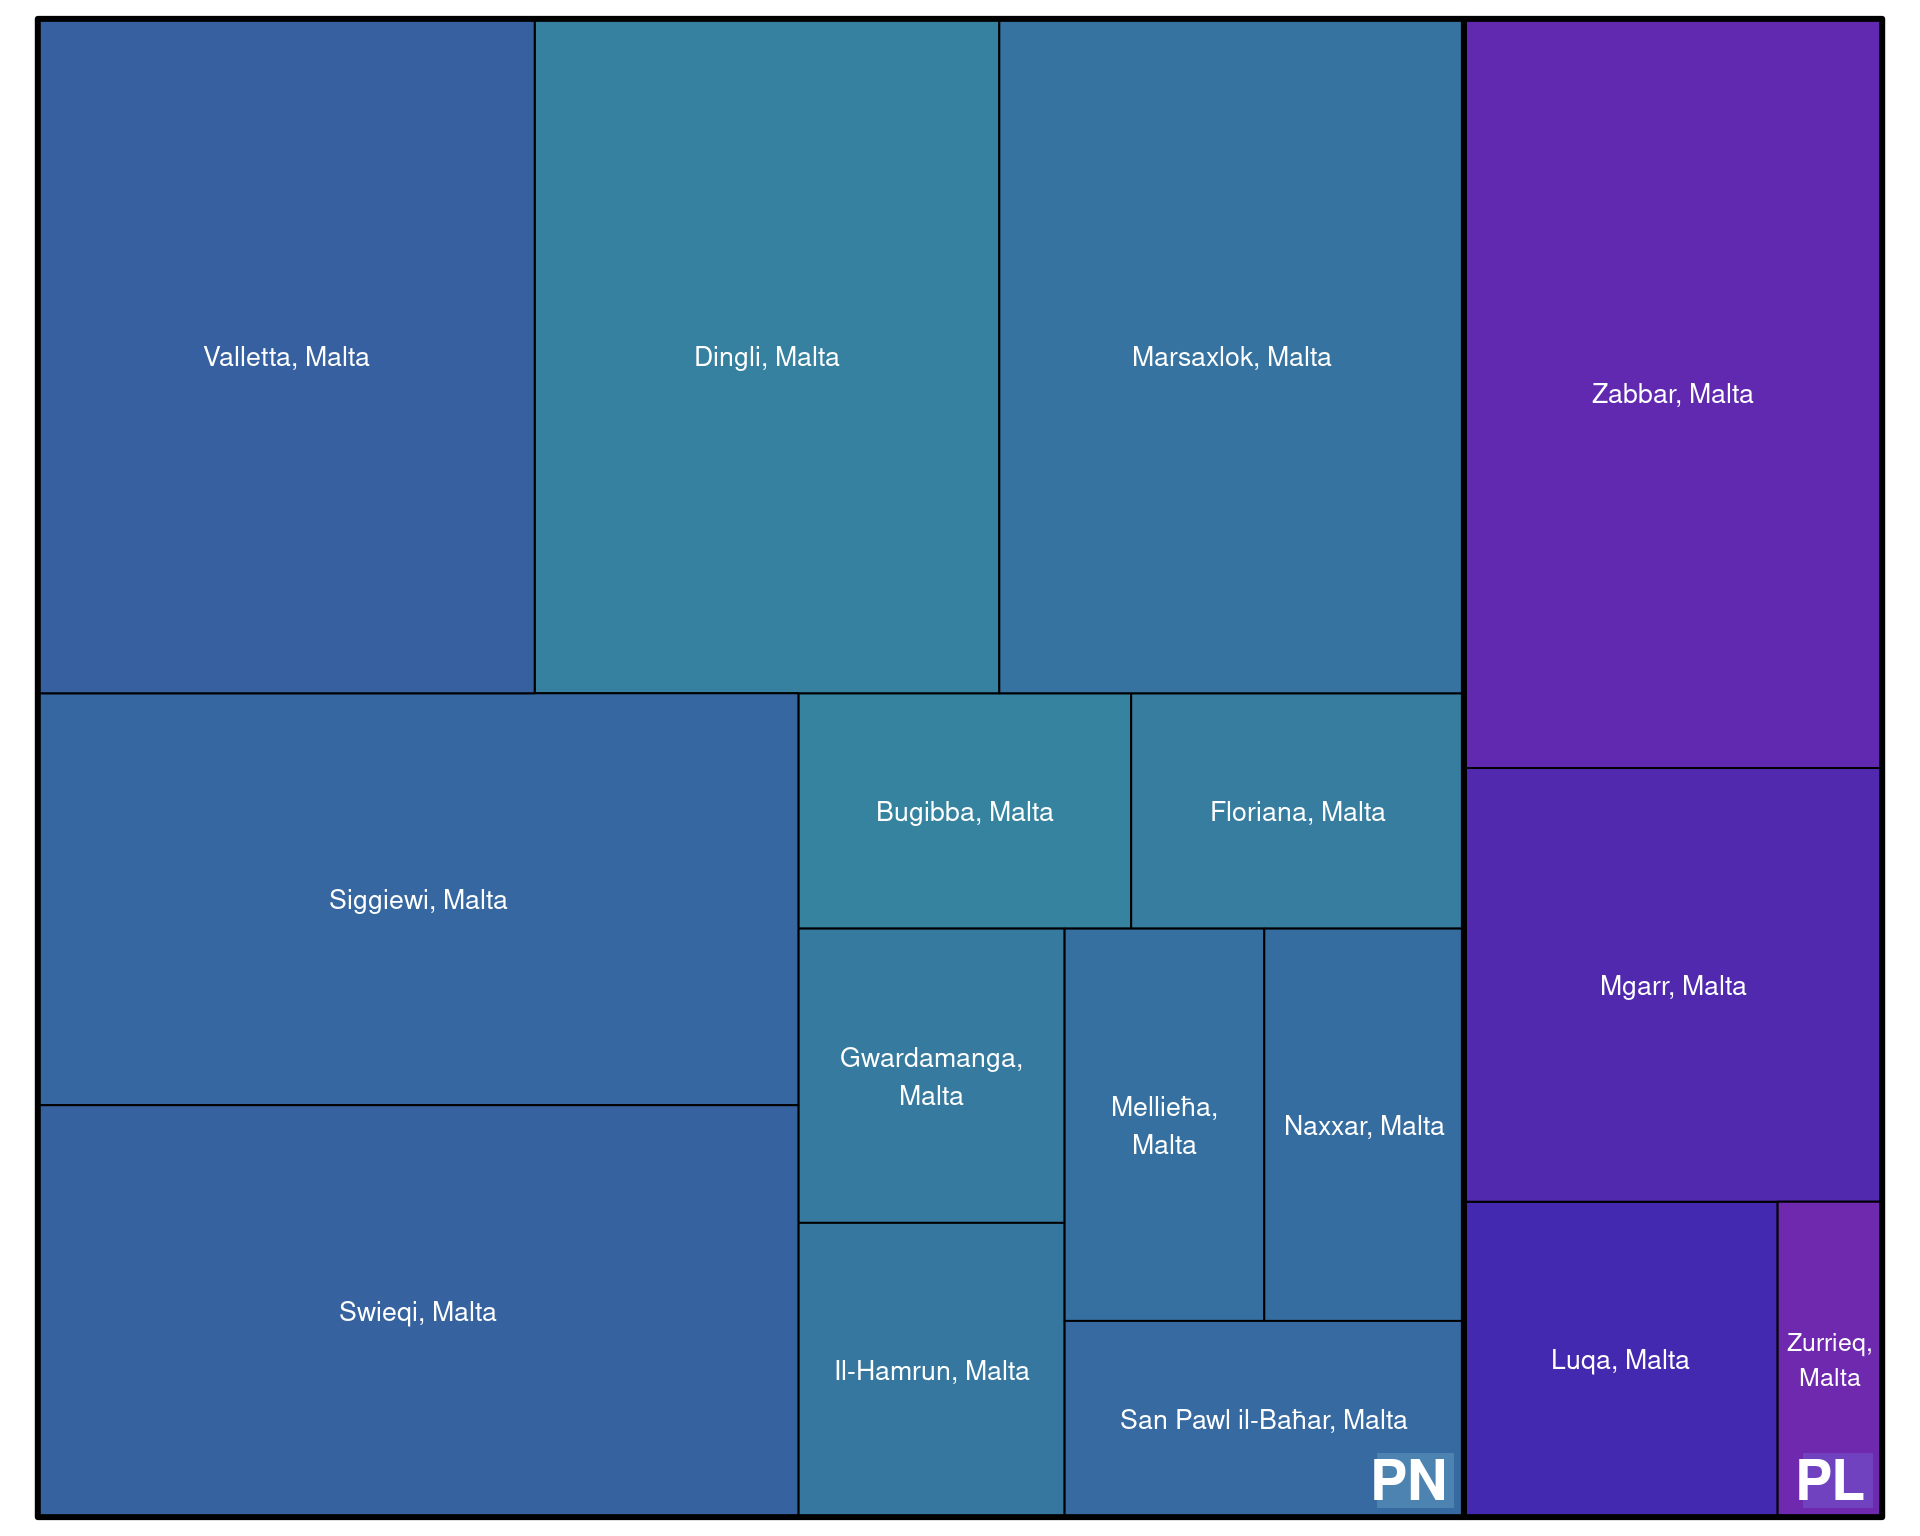 Valletta, Malta
Dingli, Malta
Marsaxlok, Malta
Zabbar, Malta
Bugibba, Malta
Floriana, Malta
Siggiewi, Malta
Mgarr, Malta
Gwardamanga,
Malta
Mellieħa,
Malta
Naxxar, Malta
Swieqi, Malta
Il-Hamrun, Malta
San Pawl il-Baħar, Malta
Luqa, Malta
Zurrieq,
Malta
PN
PL